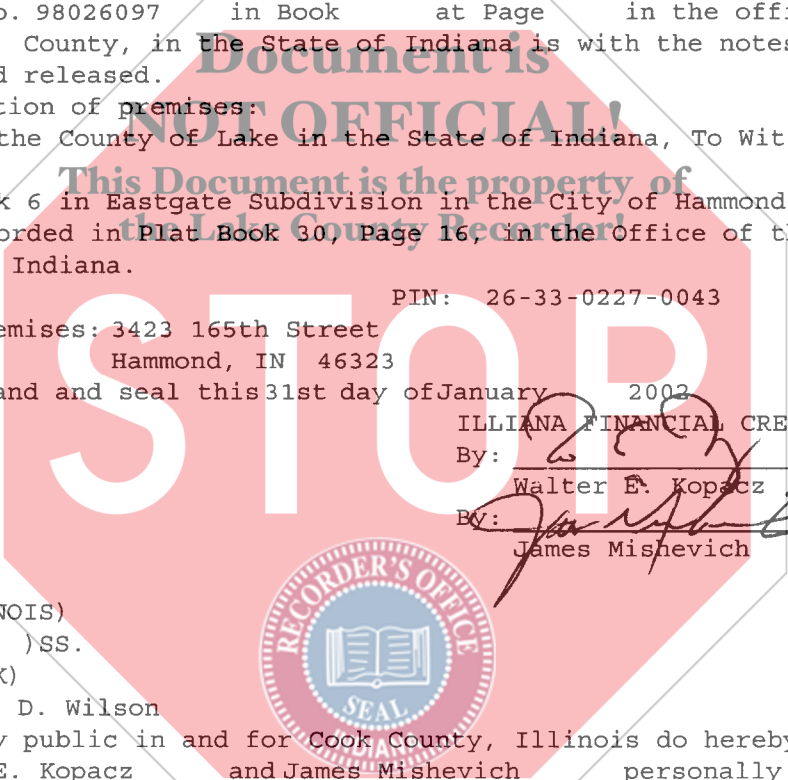 o. 98026097 in Book at Page in the offi
County, in the State of Indiana is with the notes
Document is
d released.
tion of premises:
NOT OFFICIAL!
the County of Lake in the State of Indiana, To Wit
This Document is the property of
k 6 in Eastgate Subdivision in the City of Hammond
the Lake County Recorder!
orded in Plat Book 30, Page 16, in the Office of t
Indiana.
PIN: 26-33-0227-0043
emises: 3423 165th Street
Hammond, IN 46323
and and seal this 31st day of January 2002
STOP
ILLIANA FINANCIAL CRE
By:
Walter E. Kopacz
By:
James Mishevich
RECORDER'S OFFICE
NOIS)
)SS.
K)
SEAL
D. Wilson
y public in and for Cook County, Illinois do hereby
INDIANA
E. Kopacz and James Mishevich personally